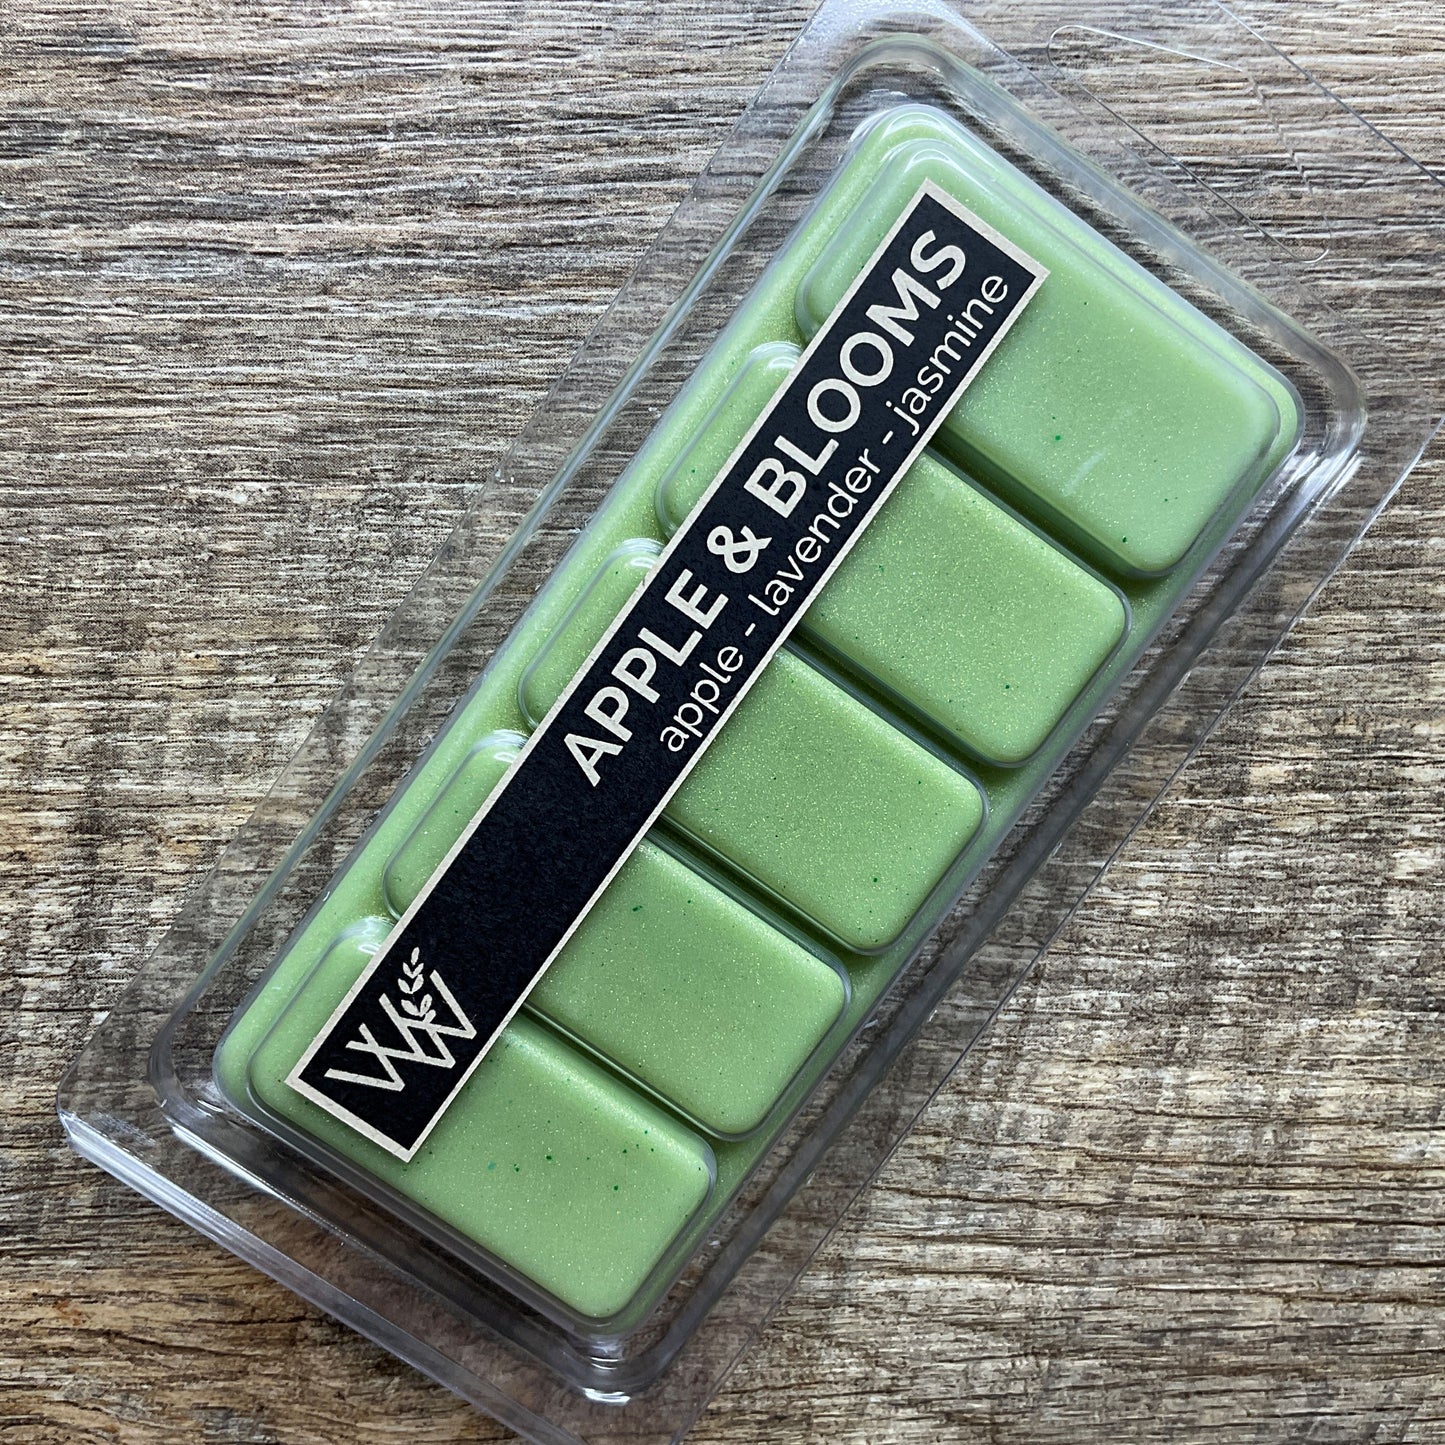 APPLE & BLOOMS
apple - lavender - jasmine
W